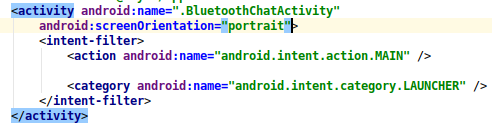 <activity android:name=".BluetoothChatActivity"
android:screenOrientation="portrait">
<intent-filter>
<action android:name="android.intent.action.MAIN" />
<category android:name="android.intent.category.LAUNCHER" />
</intent-filter>
</activity>